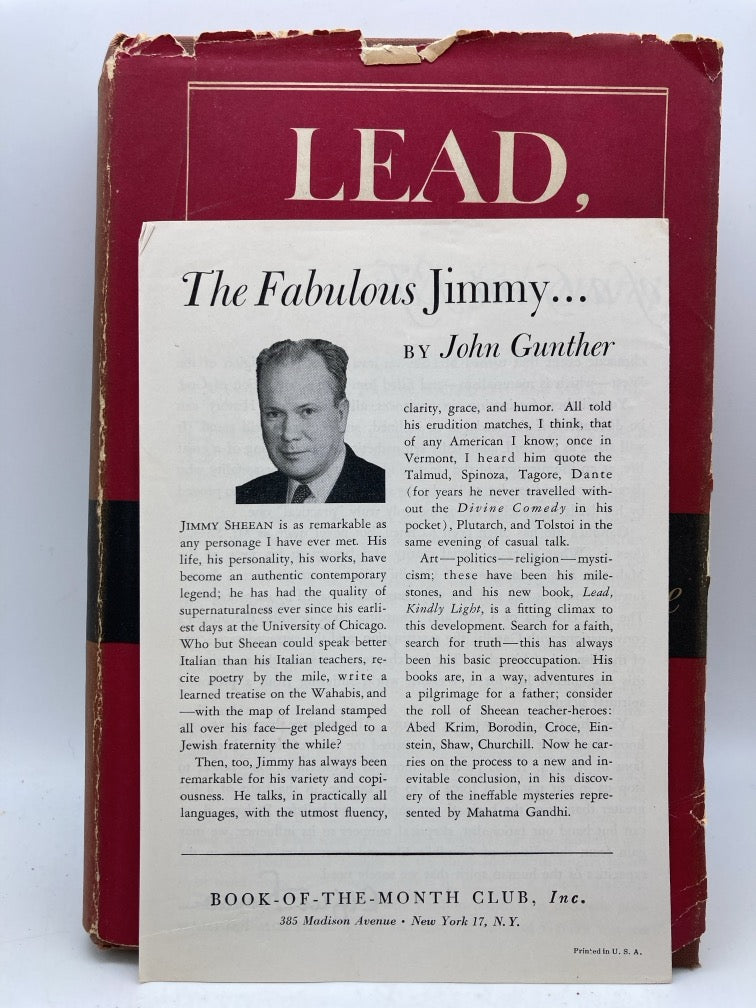 LEAD,
The Fabulous Jimmy...
BY John Gunther
JIMMY SHEEAN is as remarkable as
any personage I have ever met. His
life, his personality, his works, have
become an authentic contemporary
legend; he has had the quality of
supernaturalness ever since his earli-
est days at the University of Chicago.
Who but Sheean could speak better
Italian than his Italian teachers, re-
cite poetry by the mile, write a
learned treatise on the Wahabis, and
—with the map of Ireland stamped
all over his face—get pledged to a
Jewish fraternity the while?
Then, too, Jimmy has always been
remarkable for his variety and copi-
ousness. He talks, in practically all
languages, with the utmost fluency,
clarity, grace, and humor. All told
his erudition matches, I think, that
of any American I know; once in
Vermont, I heard him quote the
Talmud, Spinoza, Tagore, Dante
(for years he never travelled with-
out the Divine Comedy in his
pocket), Plutarch, and Tolstoi in the
same evening of casual talk.
Art—politics—religion—mysti-
cism; these have been his mile-
stones, and his new book, Lead,
Kindly Light, is a fitting climax to
this development. Search for a faith,
search for truth—this has always
been his basic preoccupation. His
books are, in a way, adventures in
a pilgrimage for a father; consider
the roll of Sheean teacher-heroes:
Abed Krim, Borodin, Croce, Ein-
stein, Shaw, Churchill. Now he car-
ries on the process to a new and in-
evitable conclusion, in his discov-
ery of the ineffable mysteries repre-
sented by Mahatma Gandhi.
BOOK-OF-THE-MONTH CLUB, Inc.
385 Madison Avenue • New York 17, N.Y.
Printed in U. S. A.